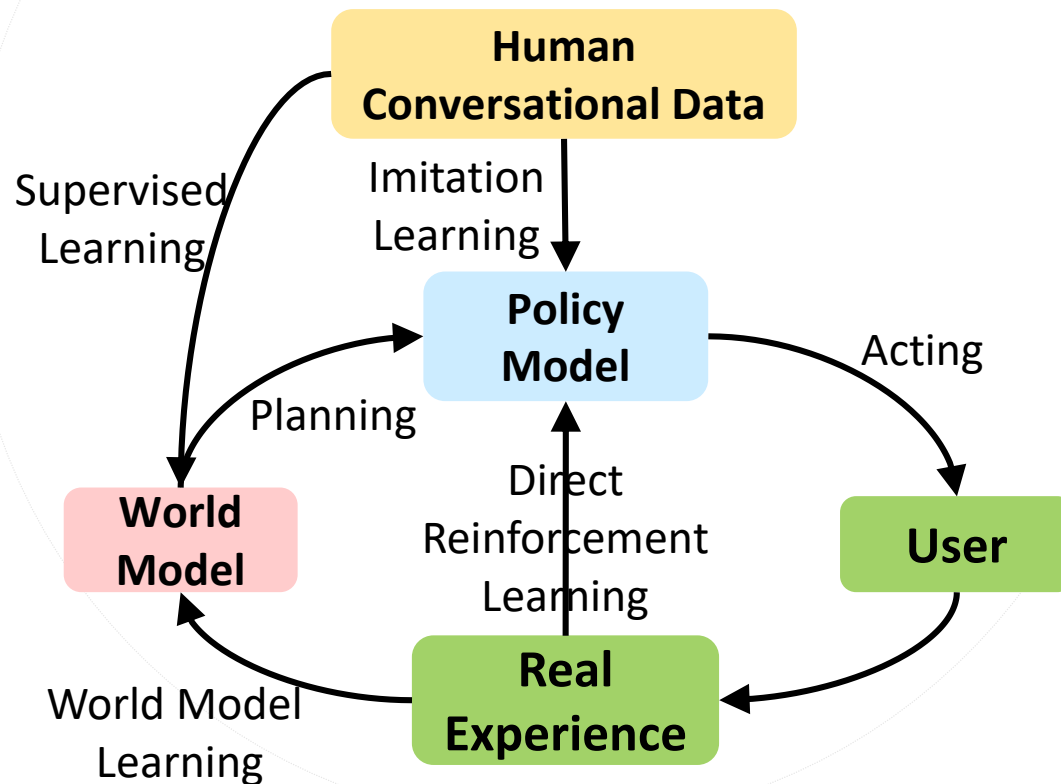 Human
Conversational Data
Supervised
Learning
Imitation
Learning
Policy
Model
Acting
Planning
Direct
Reinforcement
Learning
World
Model
User
Real
Experience
World Model
Learning